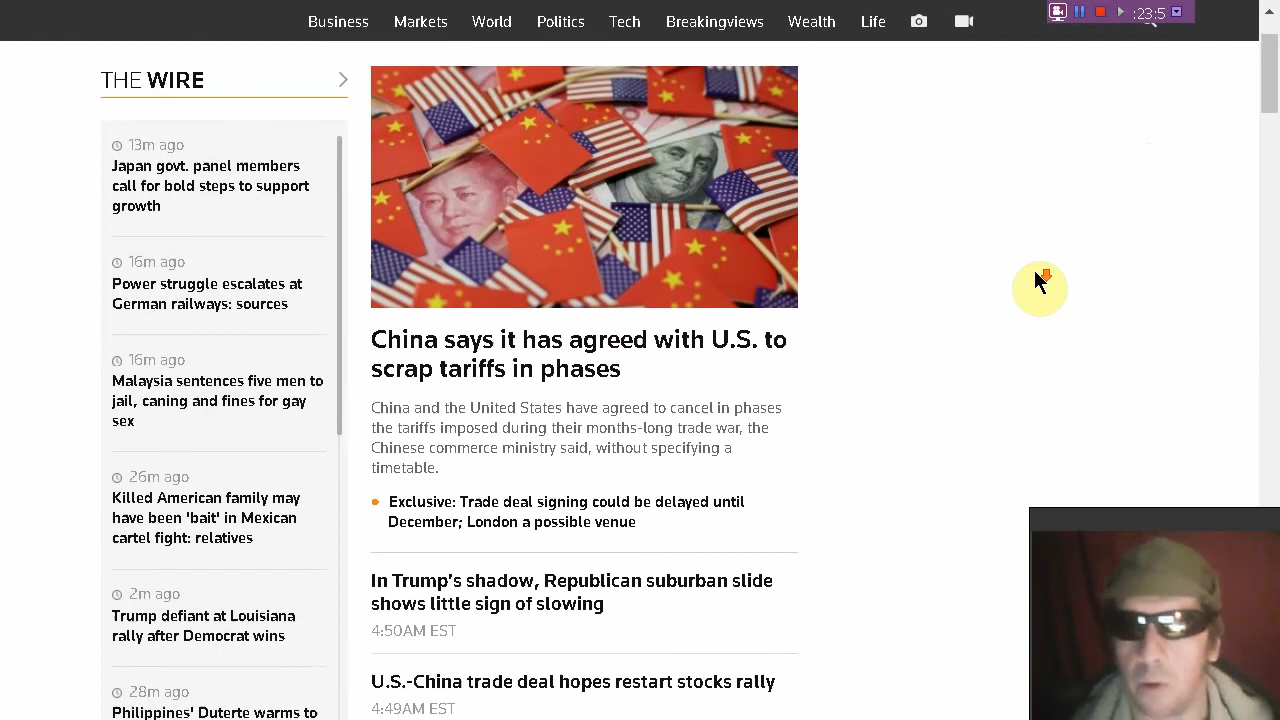 Business Markets World Politics Tech Breakingviews Wealth Life
:23:5
THE WIRE
13m ago
Japan govt. panel members
call for bold steps to support
growth
16m ago
Power struggle escalates at
German railways: sources
16m ago
Malaysia sentences five men to
jail, caning and fines for gay
sex
26m ago
Killed American family may
have been 'bait' in Mexican
cartel fight: relatives
2m ago
Trump defiant at Louisiana
rally after Democrat wins
28m ago
Philippines' Duterte warms to
China says it has agreed with U.S. to
scrap tariffs in phases
China and the United States have agreed to cancel in phases
the tariffs imposed during their months-long trade war, the
Chinese commerce ministry said, without specifying a
timetable.
Exclusive: Trade deal signing could be delayed until
December; London a possible venue
In Trump's shadow, Republican suburban slide
shows little sign of slowing
4:50AM EST
U.S.-China trade deal hopes restart stocks rally
4:49AM EST